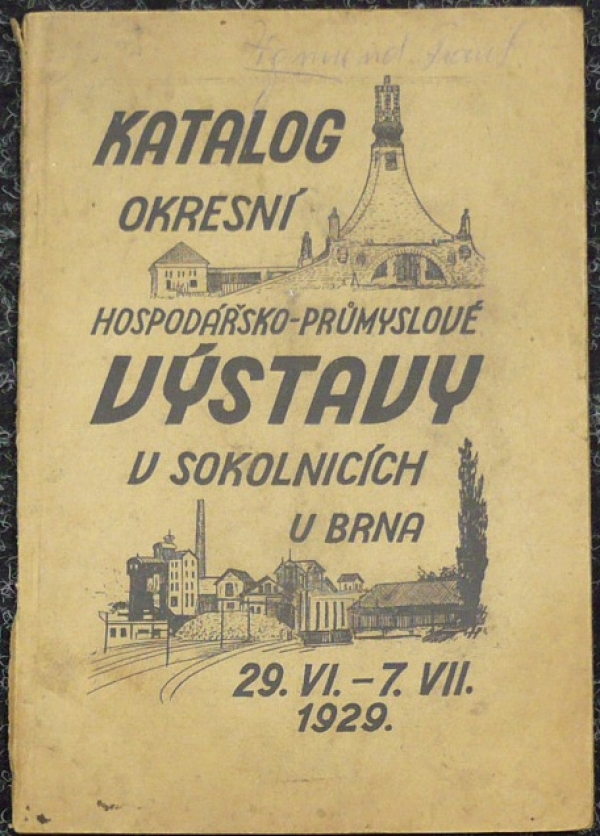 KATALOG
OKRESNÍ
HOSPODÁŘSKO-PRŮMYSLOVÉ
VÝSTAVY
V SOKOLNICÍCH
U BRNA
29. VI. – 7. VII.
1929.